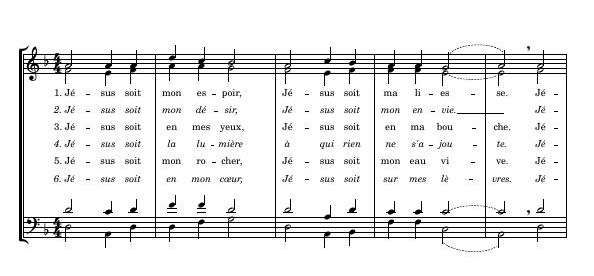 1. Jé – sus soit mon es – poir, Jé – sus soit ma li – es – se. Jé –
2. Jé – sus soit mon dé – sir, Jé – sus soit mon en – vie.____ Jé –
3. Jé – sus soit en mes yeux, Jé – sus soit en ma bou – che. Jé –
4. Jé – sus soit la lu – mière à qui rien ne s'a – jou – te. Jé –
5. Jé – sus soit mon ro – cher, Jé – sus soit mon eau vi – ve. Jé –
6. Jé – sus soit en mon cœur, Jé – sus soit sur mes lè – vres. Jé –